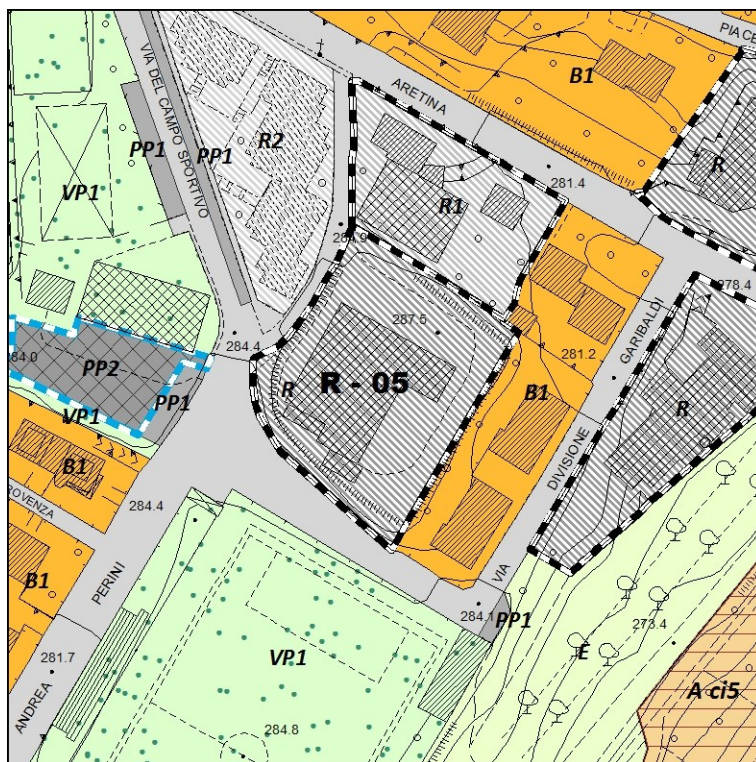 PIACE
ARETINA
B1
VIA DEL CAMPO SPORTIVO
PP1
PP1
R2
VP1
R
R1
281.4
284.9
278.4
287.5
284.4
284.0
PP2
GARIBALDI
281.2
R
R - 05
B1
R
PP1
VP1
B1
DIVISIONE
ROVENZA
284.4
B1
PERINI
VIA
284.1
PP1
273.4
VP1
E
281.7
A ci5
ANDREA
284.8